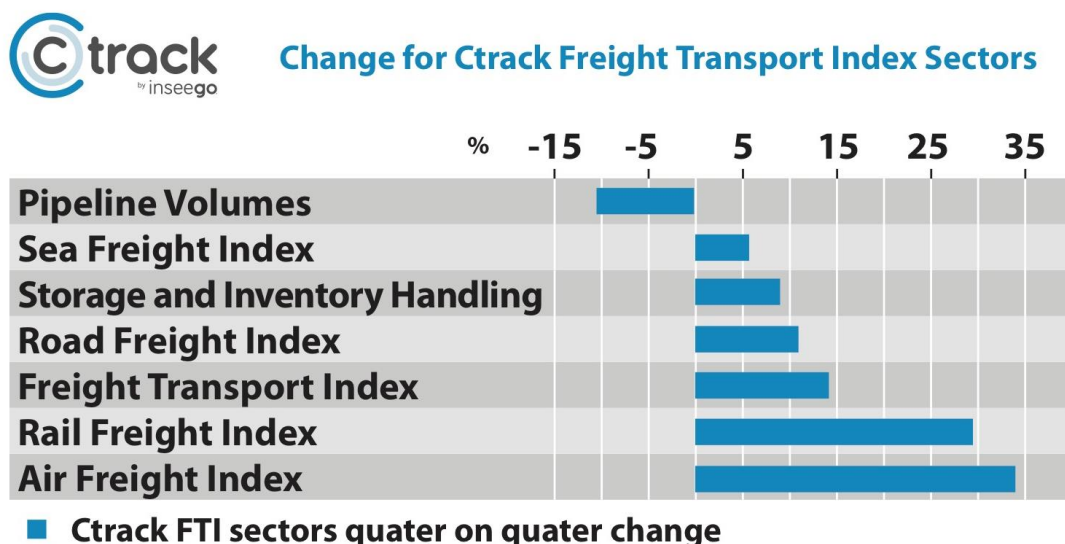 Ctrack
by inseego
Change for Ctrack Freight Transport Index Sectors
% -15 -5 5 15 25 35
Pipeline Volumes
Sea Freight Index
Storage and Inventory Handling
Road Freight Index
Freight Transport Index
Rail Freight Index
Air Freight Index
Ctrack FTI sectors quater on quater change